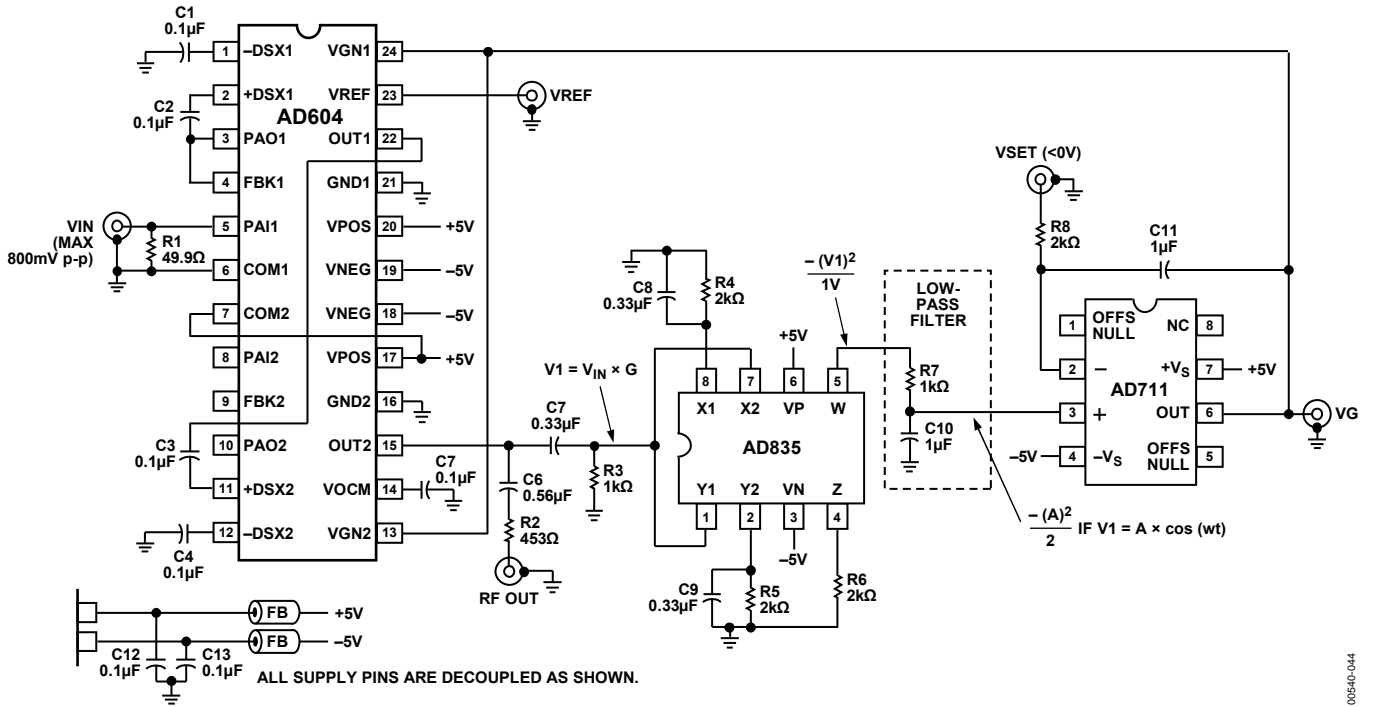 C1
0.1µF
1 –DSX1
VGN1 24
2 +DSX1
VREF 23
VREF
C2
0.1µF
AD604
3 PAO1
OUT1 22
4 FBK1
GND1 21
VSET (<0V)
VIN
(MAX
800mV p-p)
R1
49.9Ω
5 PAI1
VPOS 20
+5V
6 COM1
VNEG 19
–5V
7 COM2
VNEG 18
–5V
8 PAI2
VPOS 17
+5V
9 FBK2
GND2 16
C3
0.1µF
10 PAO2
OUT2 15
11 +DSX2
VOCM 14
C7
0.1µF
C4
0.1µF
12 –DSX2
VGN2 13
V1 = VIN × G
C7
0.33µF
R3
1kΩ
C6
0.56µF
R2
453Ω
RF OUT
C8
0.33µF
R4
2kΩ
–(V1)²
1V
+5V
8 7 6 5
X1 X2 VP W
AD835
Y1 Y2 VN Z
1 2 3 4
–5V
C9
0.33µF
R5
2kΩ
R6
2kΩ
LOW-
PASS
FILTER
R7
1kΩ
C10
1µF
–(A)²
2
IF V1 = A × cos (wt)
R8
2kΩ
C11
1µF
1 OFFS
NULL
NC 8
2 –
+VS 7
+5V
AD711
3 +
OUT 6
VG
–5V
4 –VS
OFFS
NULL 5
FB
+5V
FB
–5V
C12
0.1µF
C13
0.1µF
ALL SUPPLY PINS ARE DECOUPLED AS SHOWN.
00540-044